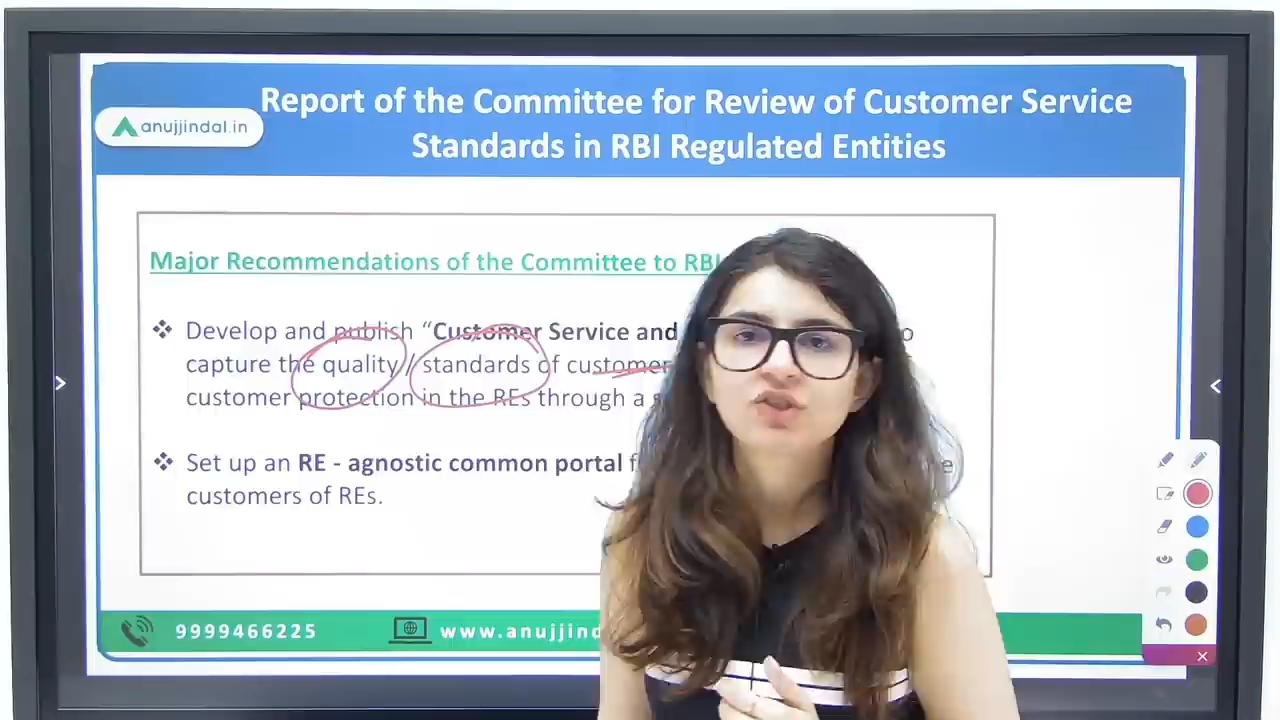 Report of the Committee for Review of Customer Service
anujjindal.in
Standards in RBI Regulated Entities
Major Recommendations of the Committee to RBI
❖ Develop and publish “Customer Service and
capture the quality / standards of customer
customer protection in the REs through a
❖ Set up an RE - agnostic common portal
customers of REs.
9999466225